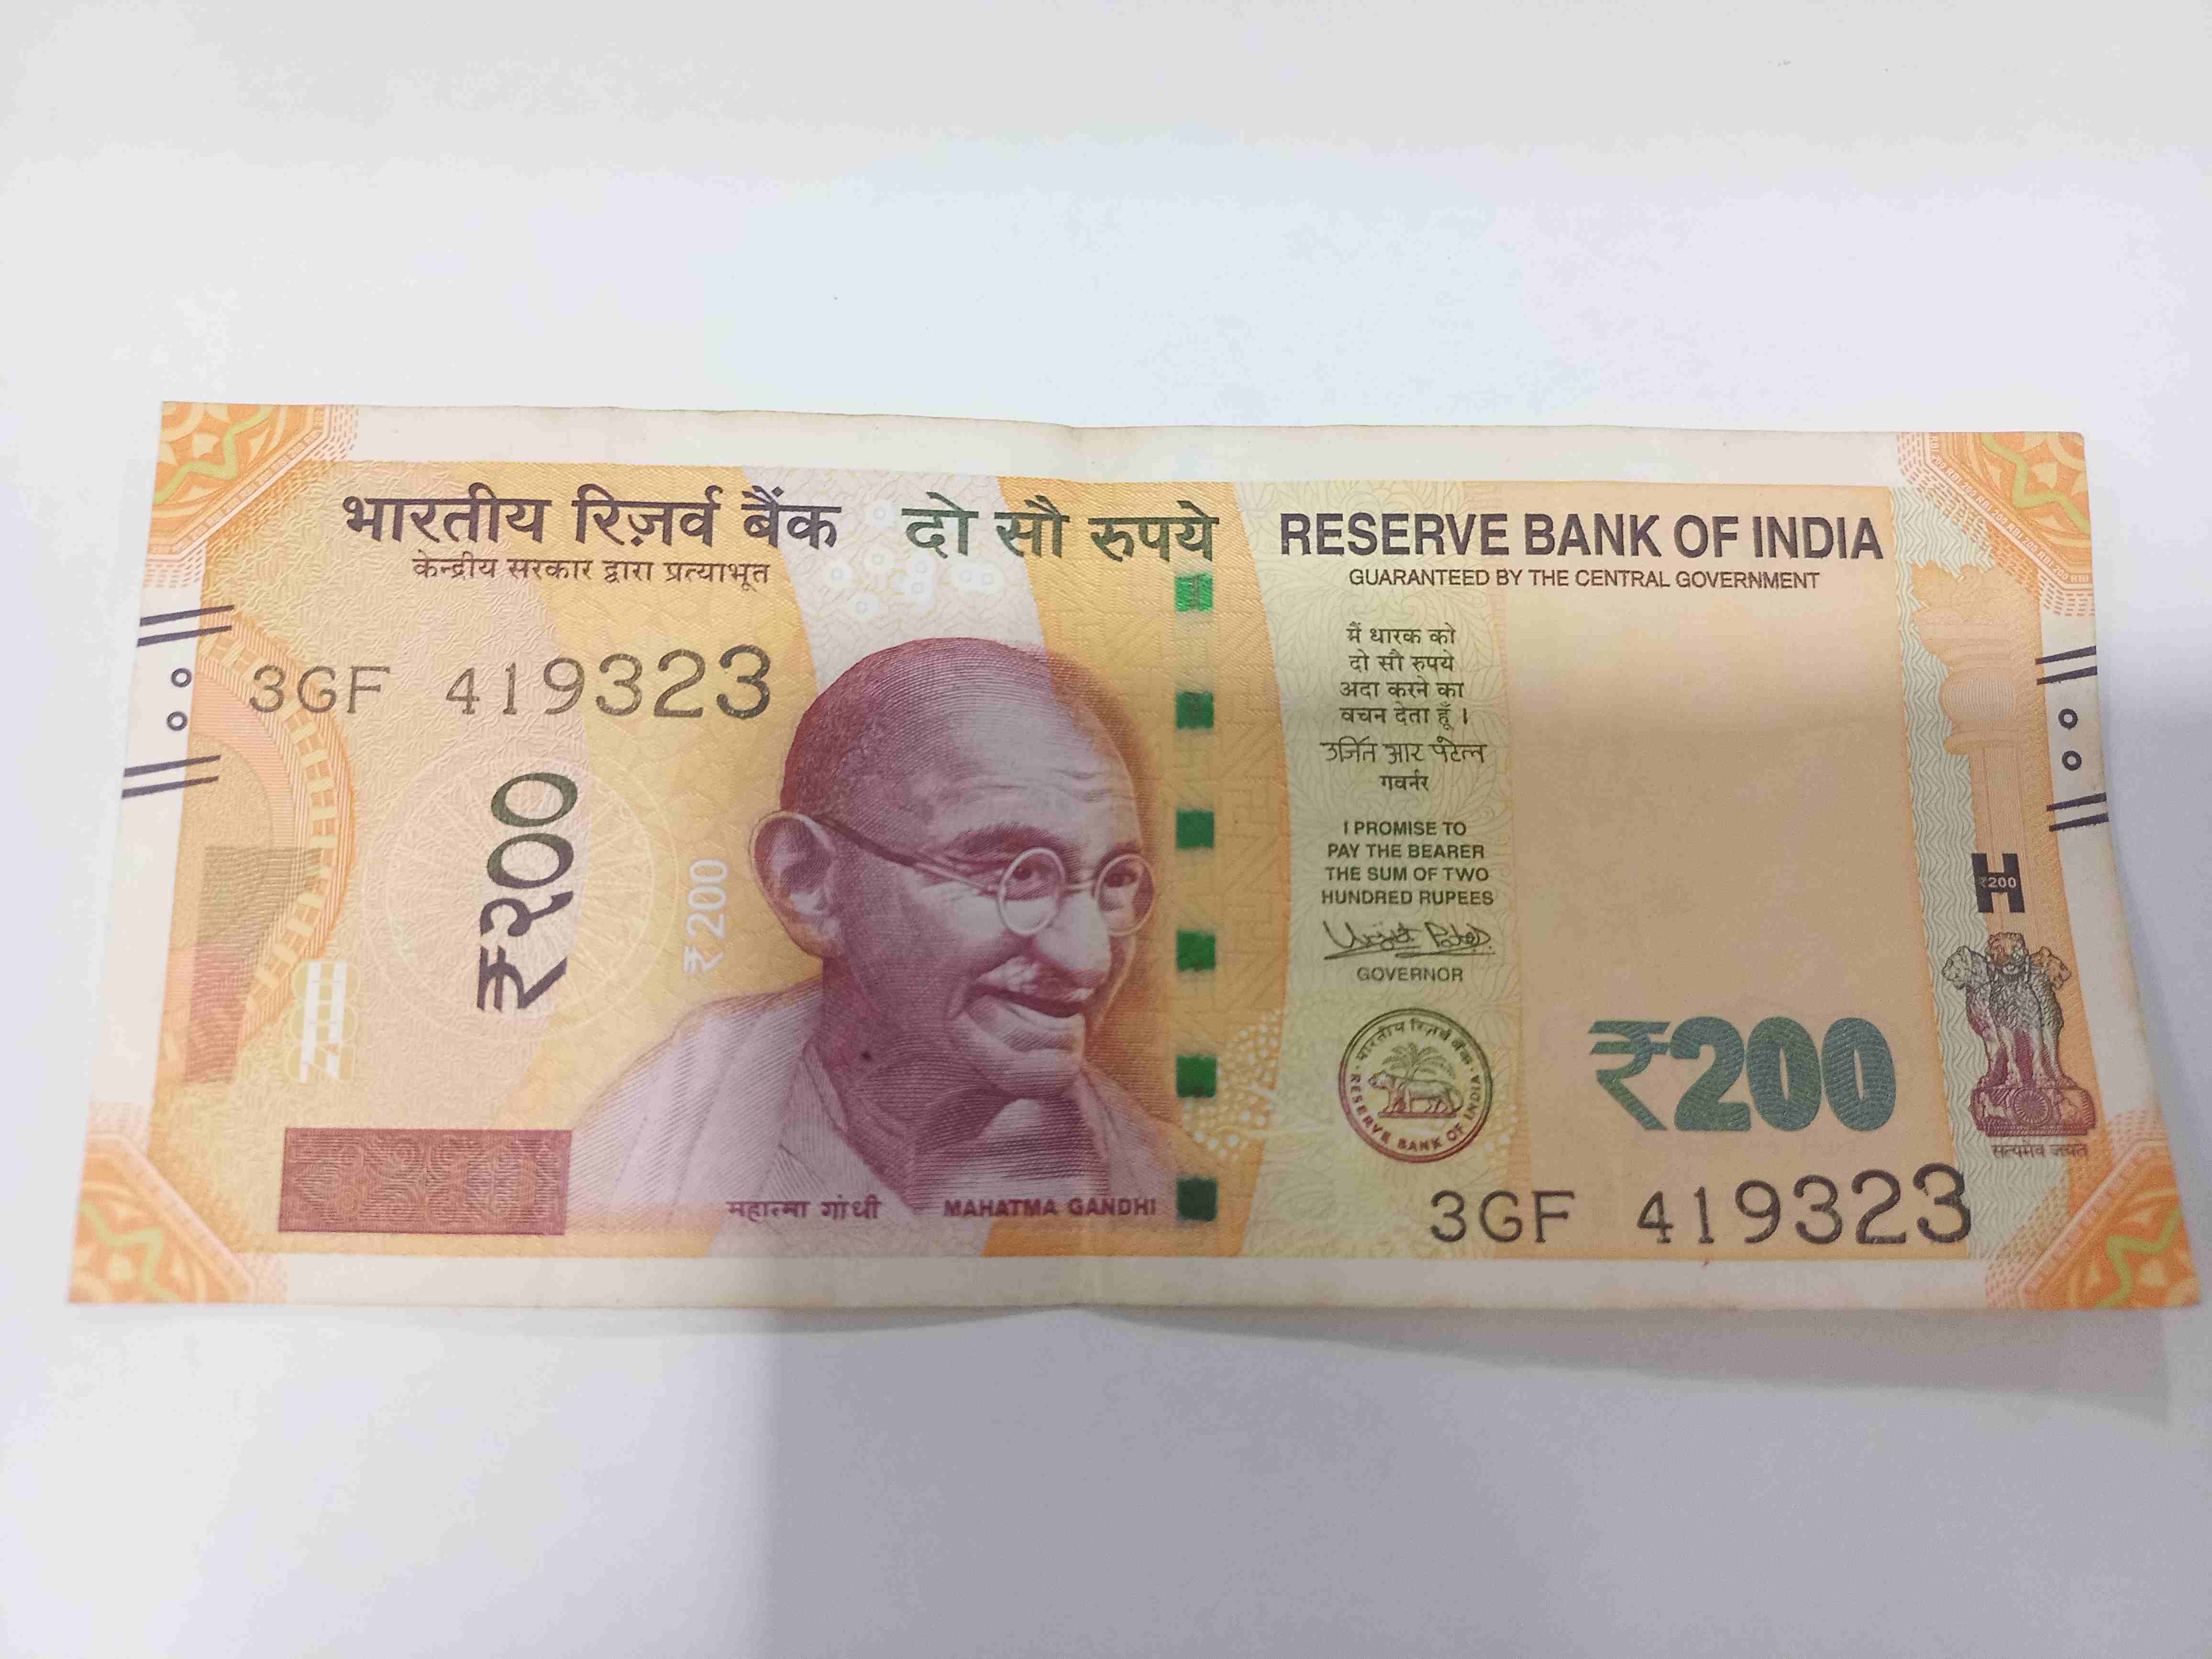 भारतीय रिज़र्व बैंक
केन्द्रीय सरकार द्वारा प्रत्याभूत
दो सौ रुपये
RESERVE BANK OF INDIA
GUARANTEED BY THE CENTRAL GOVERNMENT
3GF 419323
₹२००
₹200
मैं धारक को
दो सौ रुपये
अदा करने का
वचन देता हूँ।
उर्जित आर पटेल
गवर्नर
I PROMISE TO
PAY THE BEARER
THE SUM OF TWO
HUNDRED RUPEES
Urjit Patel
GOVERNOR
भारतीय रिज़र्व बैंक
RESERVE BANK OF INDIA
₹200
₹200
सत्यमेव जयते
महात्मा गांधी
MAHATMA GANDHI
3GF 419323